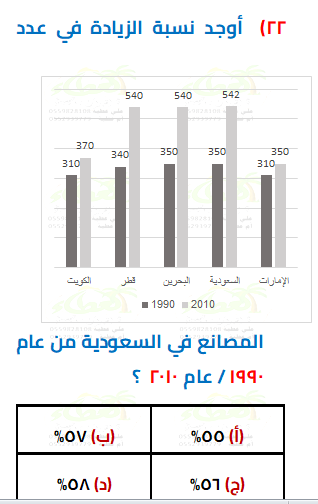 ٢٢) أوجد نسبة الزيادة في عدد
540 540 542
370 340 350 350 350
310 310
الكويت قطر البحرين السعودية الإمارات
1990 2010
المصانع في السعودية من عام
١٩٩٠ / عام ٢٠١٠ ؟
(أ) ٥٥% (ب) ٥٧%
(ج) ٥٦% (د) ٥٨%